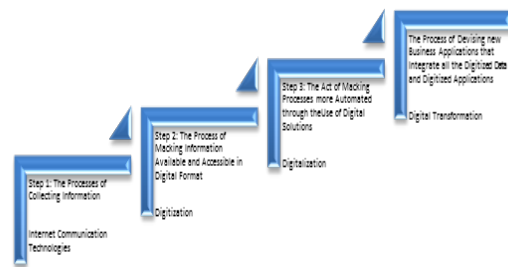 Step 1: The Processes of
Collecting Information
Internet Communication
Technologies
Step 2: The Process of
Macking Information
Available and Accessible in
Digital Format
Digitization
Step 3: The Act of Macking
Processes more Automated
through theUse of Digital
Solutions
Digitalization
The Process of Devising new
Business Applications that
Integrate all the Digitized Data
and Digitized Applications
Digital Transformation